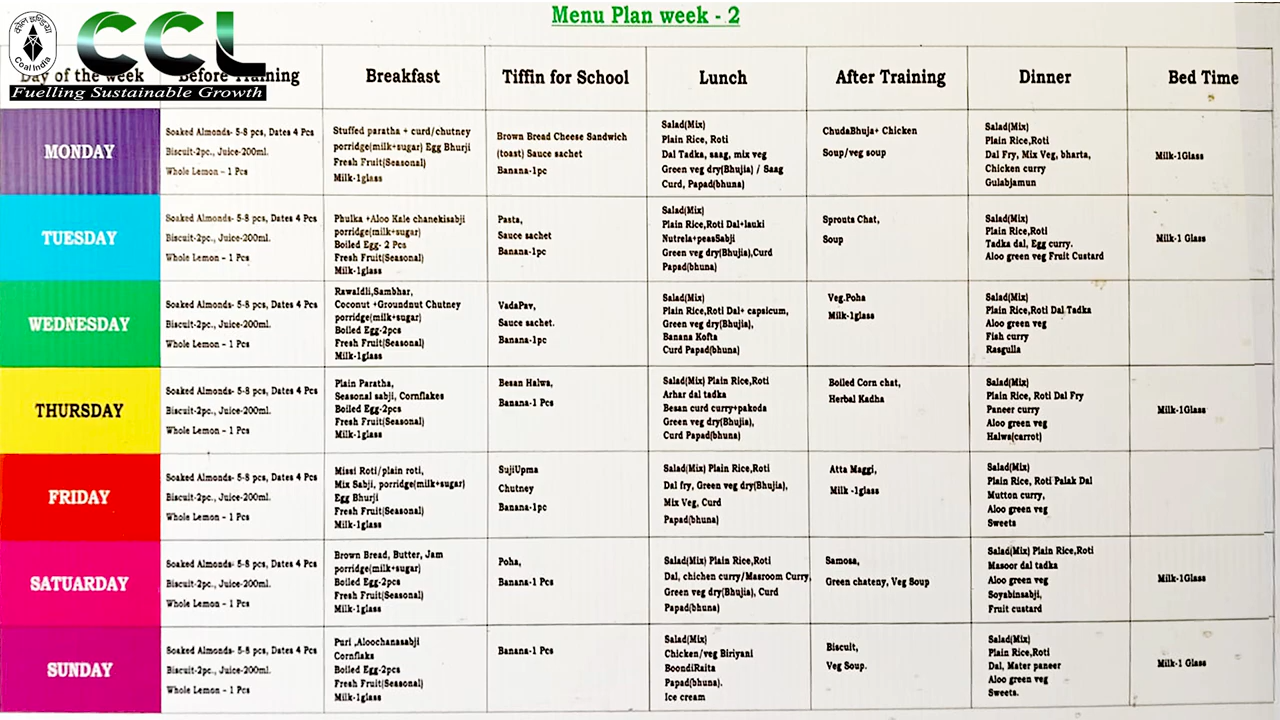 Menu Plan week - 2
कोल इण्डिया
Coal India
CCL
Fuelling Sustainable Growth
Day of the week
Before Training
Breakfast
Tiffin for School
Lunch
After Training
Dinner
Bed Time
MONDAY
Soaked Almonds- 5-8 pcs, Dates 4 Pcs
Biscuit-2pc., Juice-200ml.
Whole Lemon - 1 Pcs
Stuffed paratha + curd/chutney
porridge(milk+sugar) Egg Bhurji
Fresh Fruit(Seasonal)
Milk-1glass
Brown Bread Cheese Sandwich
(toast) Sauce sachet
Banana-1pc
Salad(Mix)
Plain Rice, Roti
Dal Tadka, saag, mix veg
Green veg dry(Bhujia) / Saag
Curd, Papad(bhuna)
ChudaBhuja+ Chicken
Soup/veg soup
Salad(Mix)
Plain Rice,Roti
Dal Fry, Mix Veg, bharta,
Chicken curry
Gulabjamun
Milk-1Glass
TUESDAY
Soaked Almonds- 5-8 pcs, Dates 4 Pcs
Biscuit-2pc., Juice-200ml.
Whole Lemon - 1 Pcs
Phulka +Aloo Kale chanekisabji
porridge(milk+sugar)
Boiled Egg- 2 Pcs
Fresh Fruit(Seasonal)
Milk-1glass
Pasta,
Sauce sachet
Banana-1pc
Salad(Mix)
Plain Rice,Roti Dal+lauki
Nutrela+peasSabji
Green veg dry(Bhujia),Curd
Papad(bhuna)
Sprouts Chat,
Soup
Salad(Mix)
Plain Rice,Roti
Tadka dal, Egg curry.
Aloo green veg Fruit Custard
Milk-1 Glass
WEDNESDAY
Soaked Almonds- 5-8 pcs, Dates 4 Pcs
Biscuit-2pc., Juice-200ml.
Whole Lemon - 1 Pcs
RawaIdli,Sambhar,
Coconut +Groundnut Chutney
porridge(milk+sugar)
Boiled Egg-2pcs
Fresh Fruit(Seasonal)
Milk-1glass
VadaPav,
Sauce sachet.
Banana-1pc
Salad(Mix)
Plain Rice,Roti Dal+ capsicum,
Green veg dry(Bhujia),
Banana Kofta
Curd Papad(bhuna)
Veg.Poha
Milk-1glass
Salad(Mix)
Plain Rice,Roti Dal Tadka
Aloo green veg
Fish curry
Rasgulla
THURSDAY
Soaked Almonds- 5-8 pcs, Dates 4 Pcs
Biscuit-2pc., Juice-200ml.
Whole Lemon - 1 Pcs
Plain Paratha,
Seasonal sabji, Cornflakes
Boiled Egg-2pcs
Fresh Fruit(Seasonal)
Milk-1glass
Besan Halwa,
Banana-1 Pcs
Salad(Mix) Plain Rice,Roti
Arhar dal tadka
Besan curd curry+pakoda
Green veg dry(Bhujia),
Curd Papad(bhuna)
Boiled Corn chat,
Herbal Kadha
Salad(Mix)
Plain Rice, Roti Dal Fry
Paneer curry
Aloo green veg
Halwa(carrot)
Milk-1Glass
FRIDAY
Soaked Almonds- 5-8 pcs, Dates 4 Pcs
Biscuit-2pc., Juice-200ml.
Whole Lemon - 1 Pcs
Missi Roti/plain roti,
Mix Sabji, porridge(milk+sugar)
Egg Bhurji
Fresh Fruit(Seasonal)
Milk-1glass
SujiUpma
Chutney
Banana-1pc
Salad(Mix) Plain Rice,Roti
Dal fry, Green veg dry(Bhujia),
Mix Veg, Curd
Papad(bhuna)
Atta Maggi,
Milk -1glass
Salad(Mix)
Plain Rice, Roti Palak Dal
Mutton curry,
Aloo green veg
Sweets
SATUARDAY
Soaked Almonds- 5-8 pcs, Dates 4 Pcs
Biscuit-2pc., Juice-200ml.
Whole Lemon - 1 Pcs
Brown Bread, Butter, Jam
porridge(milk+sugar)
Boiled Egg-2pcs
Fresh Fruit(Seasonal)
Milk-1glass
Poha,
Banana-1 Pcs
Salad(Mix) Plain Rice,Roti
Dal, chichen curry/Masroom Curry,
Green veg dry(Bhujia), Curd
Papad(bhuna)
Samosa,
Green chateny, Veg Soup
Salad(Mix) Plain Rice,Roti
Masoor dal tadka
Aloo green veg
Soyabinsabji,
Fruit custard
Milk-1Glass
SUNDAY
Soaked Almonds- 5-8 pcs, Dates 4 Pcs
Biscuit-2pc., Juice-200ml.
Whole Lemon - 1 Pcs
Puri ,Aloochanasabji
Cornflaks
Boiled Egg-2pcs
Fresh Fruit(Seasonal)
Milk-1glass
Banana-1 Pcs
Salad(Mix)
Chicken/veg Biriyani
BoondiRaita
Papad(bhuna).
Ice cream
Biscuit,
Veg Soup.
Salad(Mix)
Plain Rice,Roti
Dal, Mater paneer
Aloo green veg
Sweets.
Milk-1 Glass